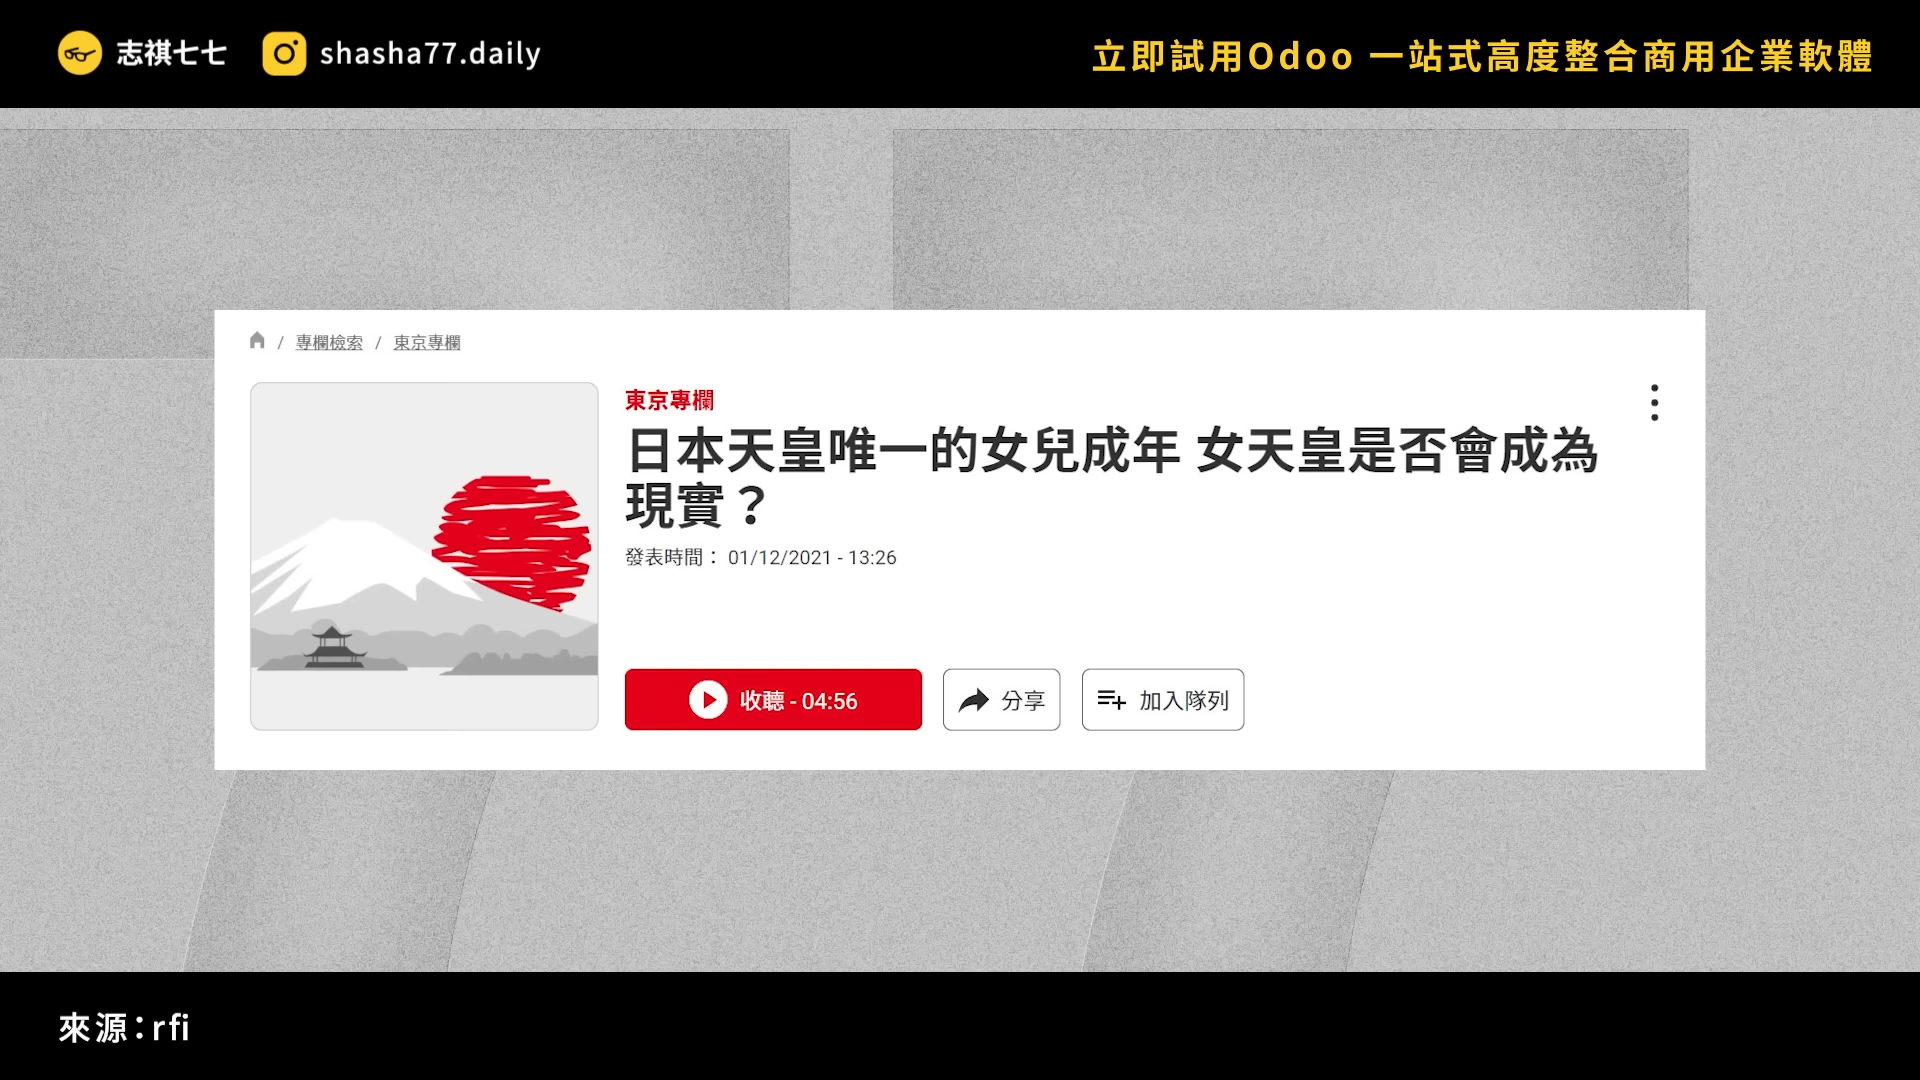 志祺七七
shasha77.daily
立即試用Odoo 一站式高度整合商用企業軟體
/ 專欄檢索 / 東京專欄
東京專欄
日本天皇唯一的女兒成年 女天皇是否會成為
現實？
發表時間： 01/12/2021 - 13:26
收聽 - 04:56
分享
加入隊列
來源：rfi